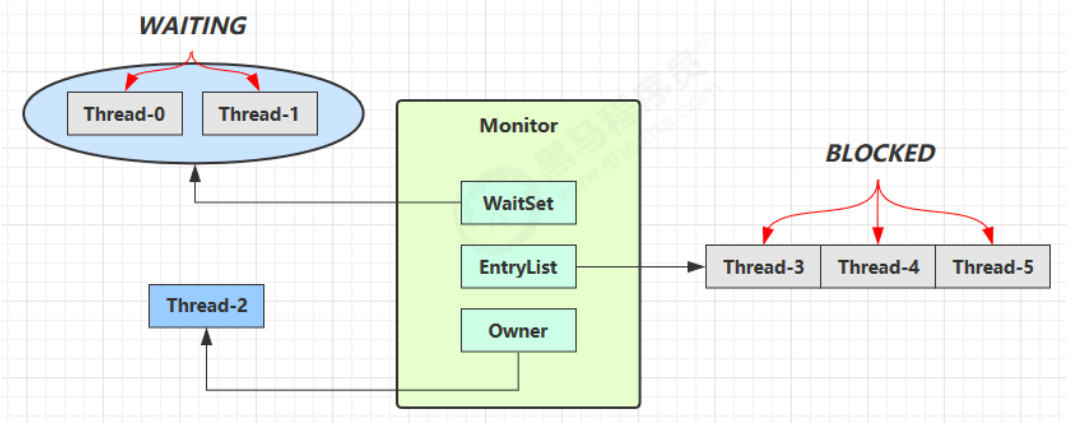 WAITING
Thread-0
Thread-1
Monitor
黑马程序员
www.itheima.com
BLOCKED
WaitSet
EntryList
Thread-3
Thread-4
Thread-5
Thread-2
Owner